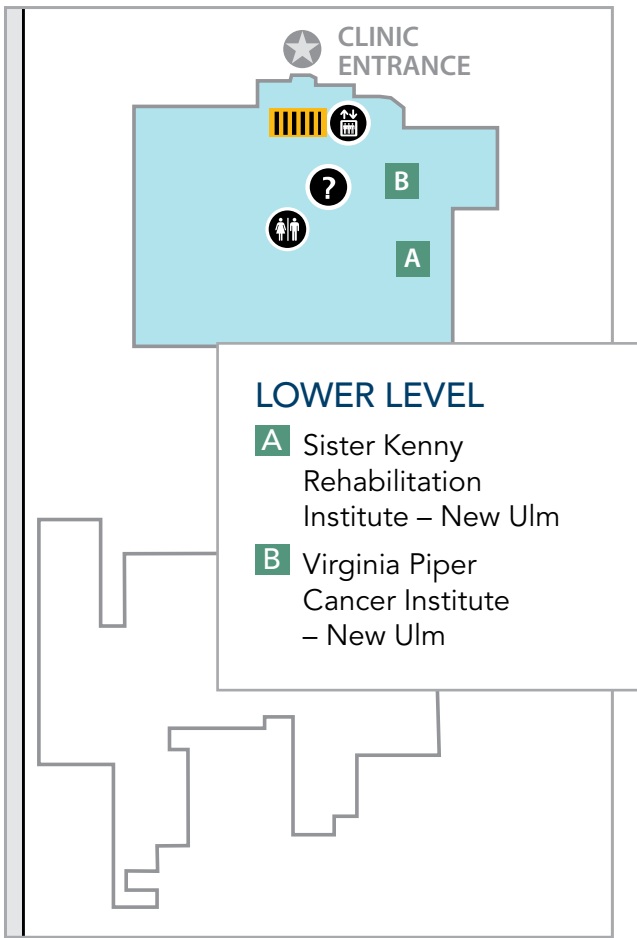 CLINIC
ENTRANCE
?
B
A
LOWER LEVEL
A Sister Kenny
Rehabilitation
Institute – New Ulm
B Virginia Piper
Cancer Institute
– New Ulm